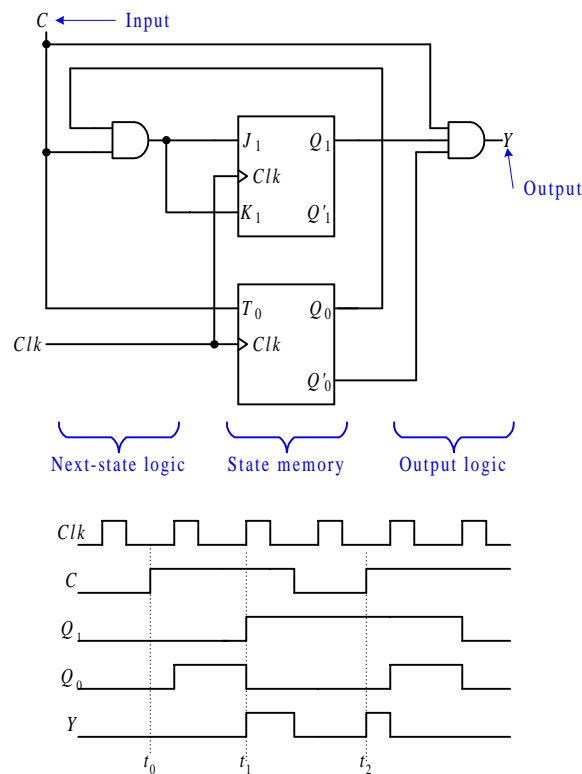 C Input
J₁ Q₁
Clk
K₁ Q'₁
Y
Output
T₀ Q₀
Clk Clk
Q'₀
Next-state logic State memory Output logic
Clk
C
Q₁
Q₀
Y
t₀ t₁ t₂